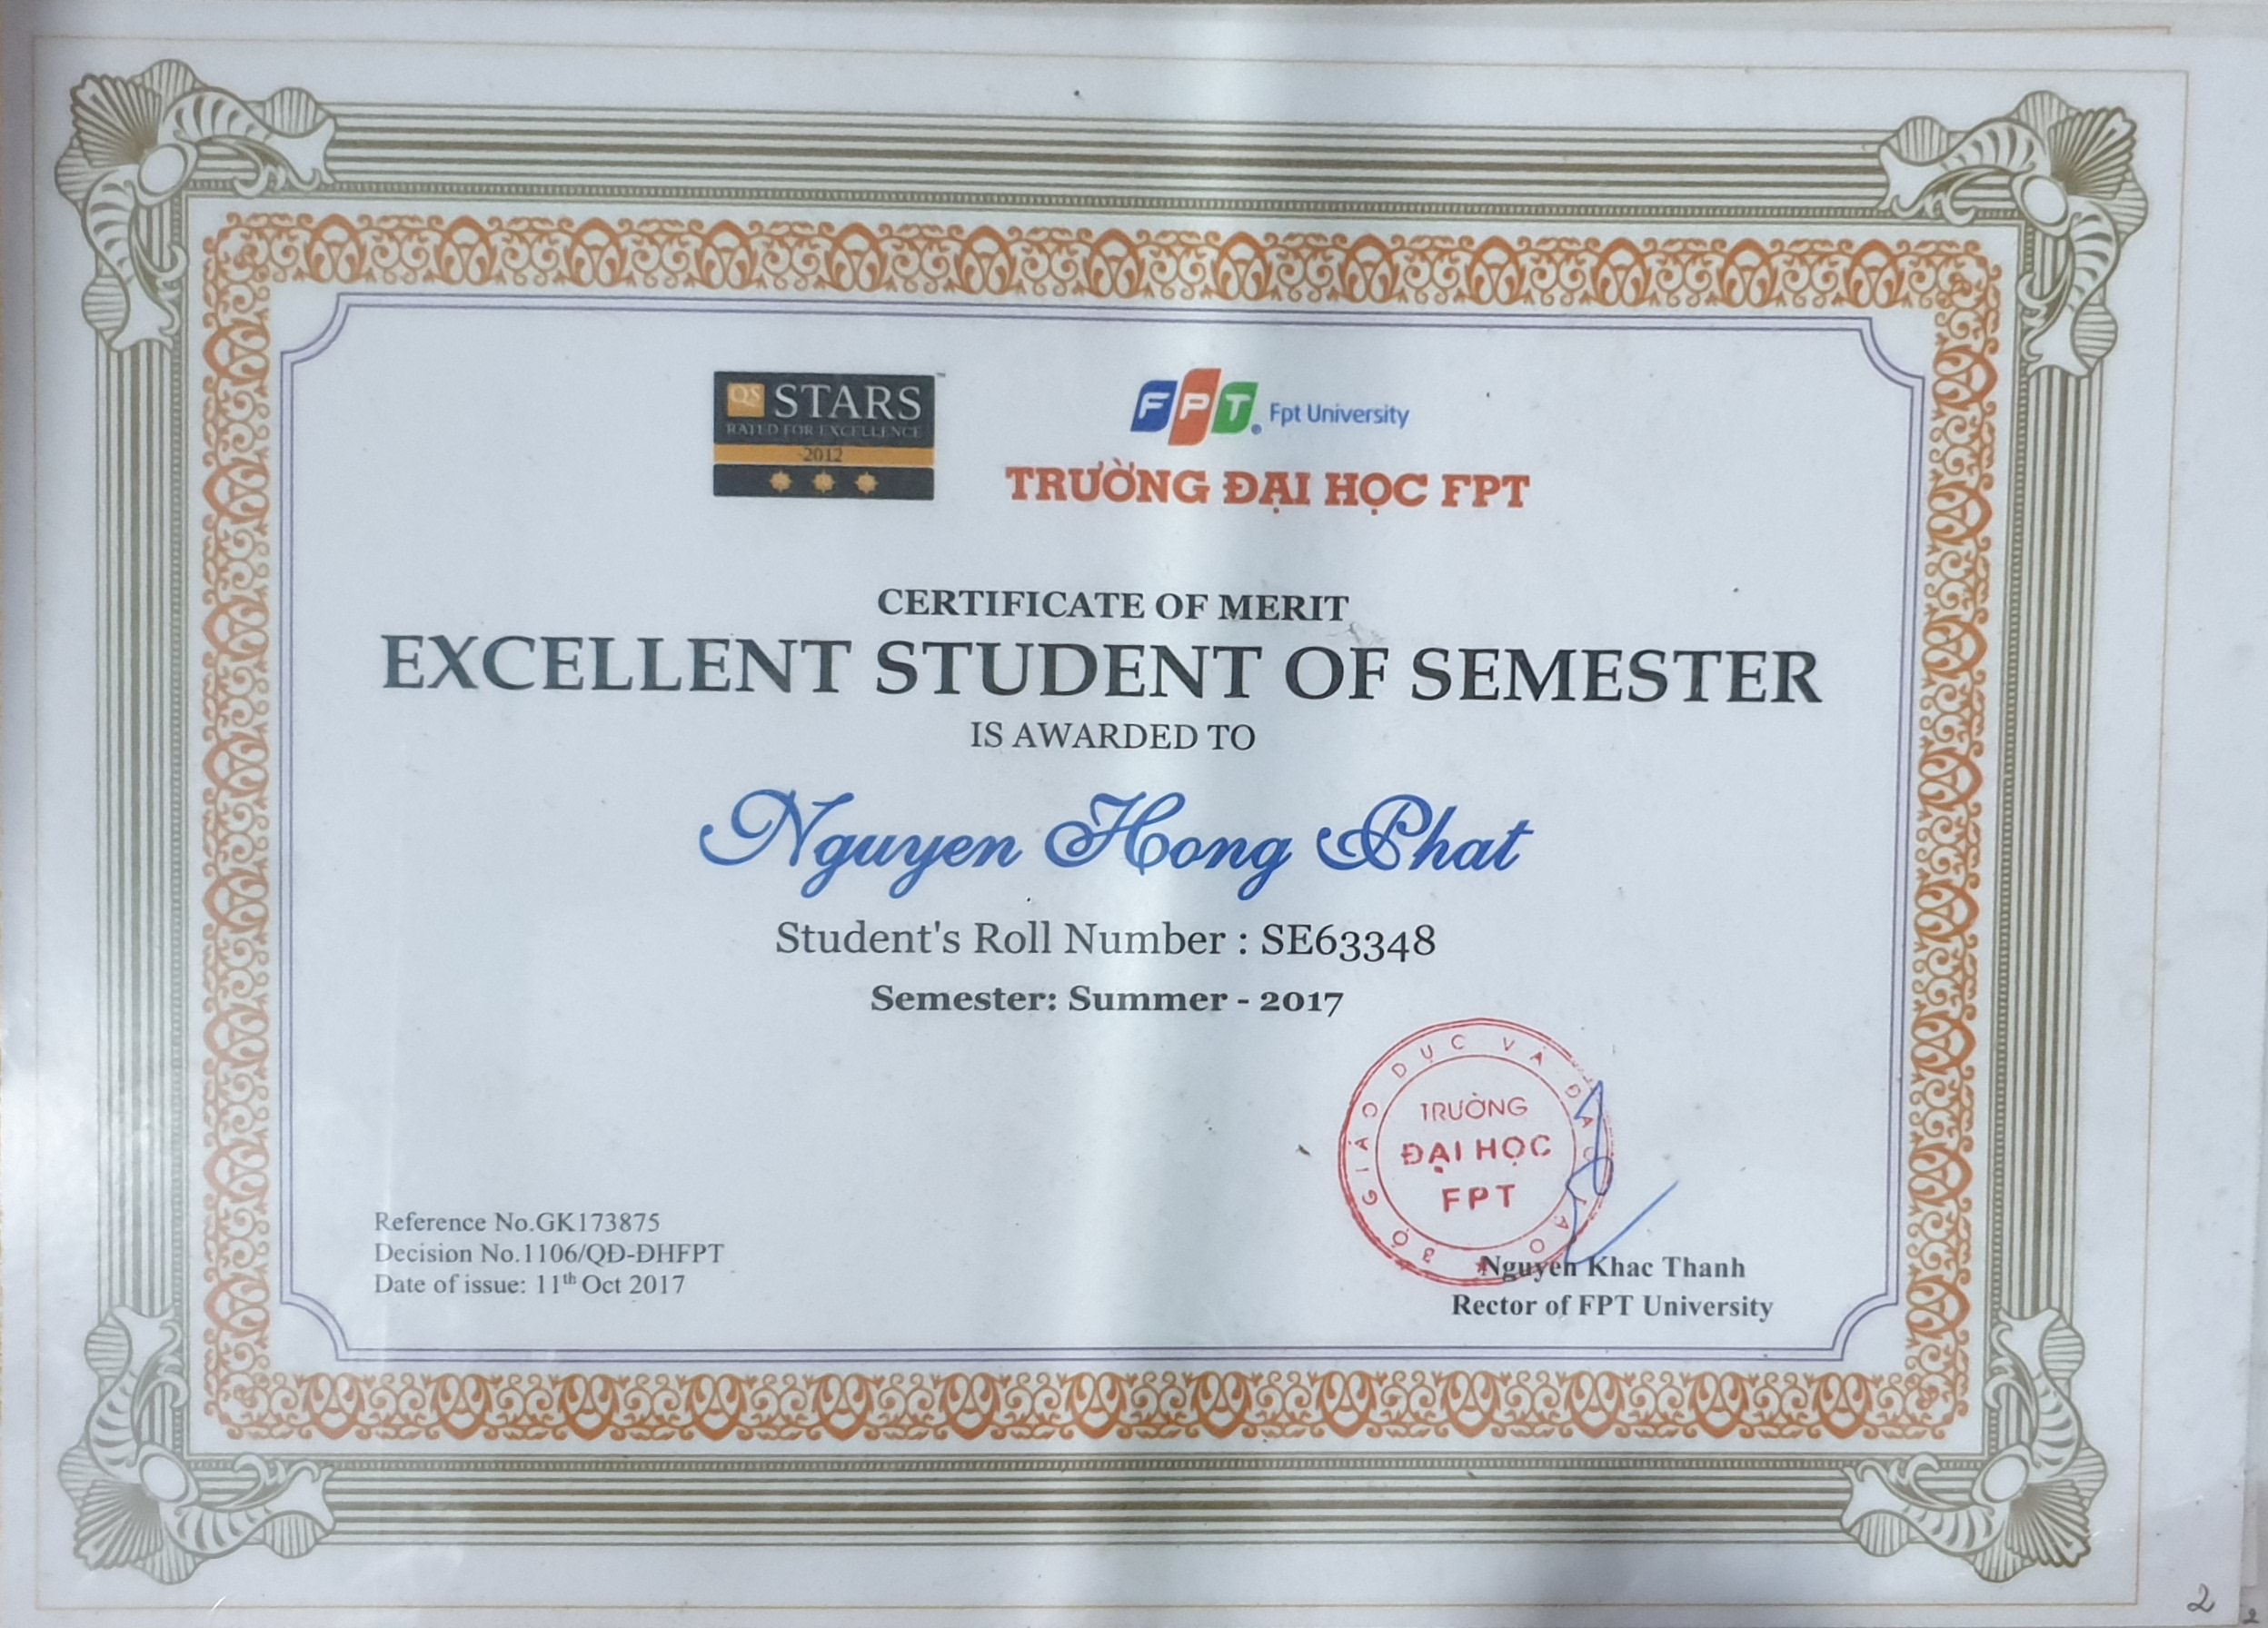 QS STARS™
RATED FOR EXCELLENCE
2012
FPT. Fpt University
TRƯỜNG ĐẠI HỌC FPT
CERTIFICATE OF MERIT
EXCELLENT STUDENT OF SEMESTER
IS AWARDED TO
Nguyen Hong Phat
Student's Roll Number : SE63348
Semester: Summer - 2017
BỘ GIÁO DỤC VÀ ĐÀO TẠO
TRƯỜNG
ĐẠI HỌC
FPT
Reference No.GK173875
Decision No.1106/QĐ-ĐHFPT
Date of issue: 11th Oct 2017
Nguyen Khac Thanh
Rector of FPT University
2
2